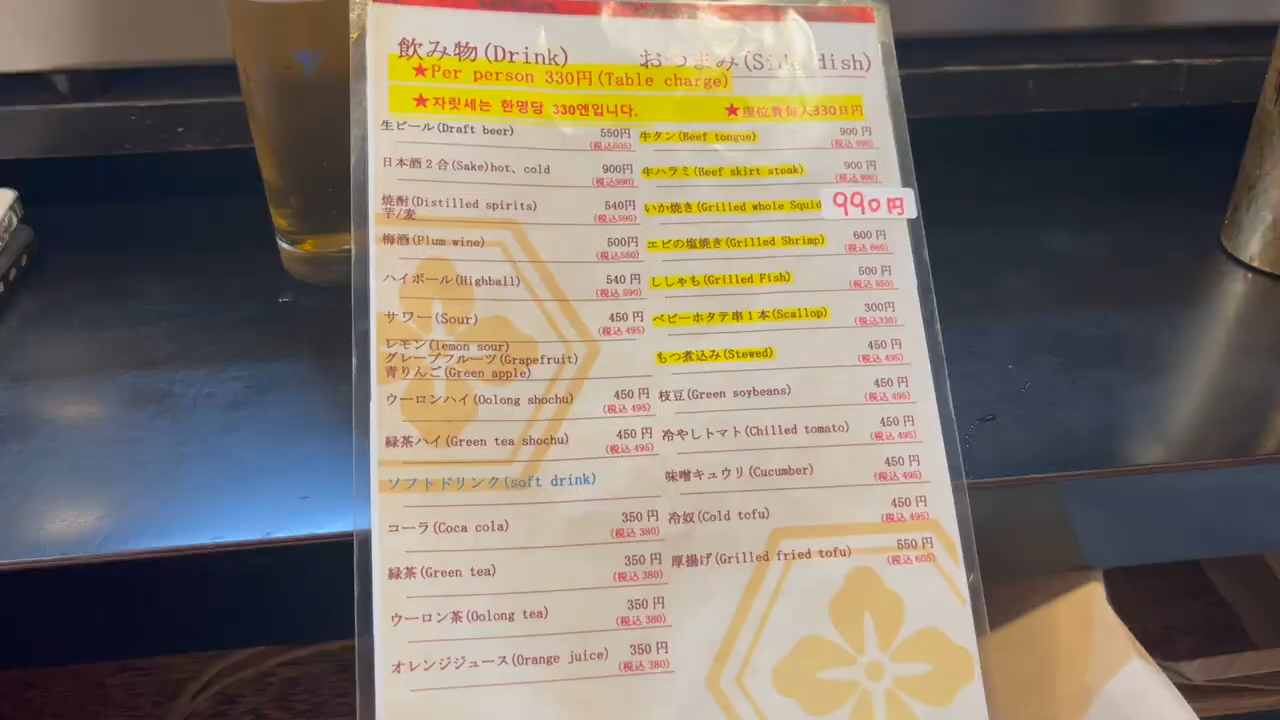 飲み物(Drink)
おつまみ(Side dish)
★Per person 330円(Table charge)
★자릿세는 한명당 330엔입니다.
★座位費每人330日円
生ビール(Draft beer) 550円
(税込605)
日本酒2合(Sake)hot、cold 900円
(税込990)
焼酎(Distilled spirits) 540円
芋/麦 (税込590)
梅酒(Plum wine) 500円
(税込550)
ハイボール(Highball) 540円
(税込590)
サワー(Sour) 450円
(税込495)
レモン(lemon sour)
グレープフルーツ(Grapefruit)
青りんご(Green apple)
ウーロンハイ(Oolong shochu) 450円
(税込495)
緑茶ハイ(Green tea shochu) 450円
(税込495)
ソフトドリンク(soft drink)
コーラ(Coca cola) 350円
(税込380)
緑茶(Green tea) 350円
(税込380)
ウーロン茶(Oolong tea) 350円
(税込380)
オレンジジュース(Orange juice) 350円
(税込380)
牛タン(Beef tongue) 900円
(税込990)
牛ハラミ(Beef skirt steak) 900円
(税込990)
いか焼き(Grilled whole Squid 990円
エビの塩焼き(Grilled Shrimp) 600円
(税込660)
ししゃも(Grilled Fish) 500円
(税込550)
ベビーホタテ串1本(Scallop) 300円
(税込330)
もつ煮込み(Stewed) 450円
(税込495)
枝豆(Green soybeans) 450円
(税込495)
冷やしトマト(Chilled tomato) 450円
(税込495)
味噌キュウリ(Cucumber) 450円
(税込495)
冷奴(Cold tofu) 450円
(税込495)
厚揚げ(Grilled fried tofu) 550円
(税込605)